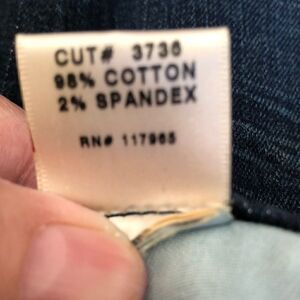 CUT# 3736
98% COTTON
2% SPANDEX
RN# 117965